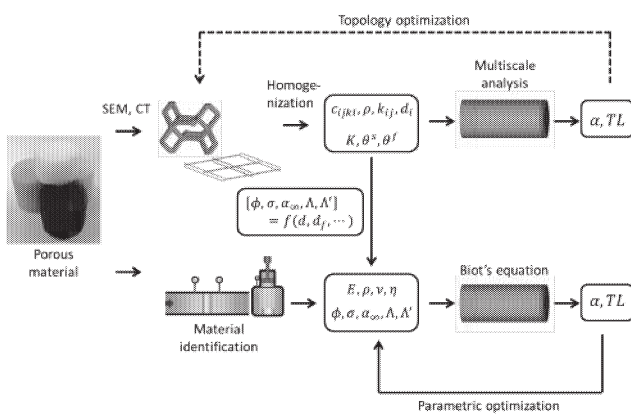 Topology optimization
SEM, CT
Homoge-
nization
Multiscale
analysis
c_{ijkl}, ρ, k_{ij}, d_i
K, θ^s, θ^f
α, TL
[ϕ, σ, α_∞, Λ, Λ′]
= f(d, d_f, ⋯)
Porous
material
Biot's equation
E, ρ, ν, η
ϕ, σ, α_∞, Λ, Λ′
α, TL
Material
identification
Parametric optimization